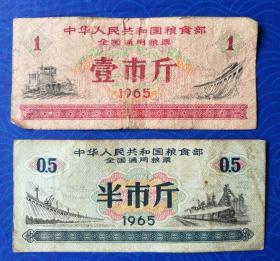 中华人民共和国粮食部
全国通用粮票
1 1
壹市斤
1965
中华人民共和国粮食部
全国通用粮票
0.5 0.5
半市斤
1965